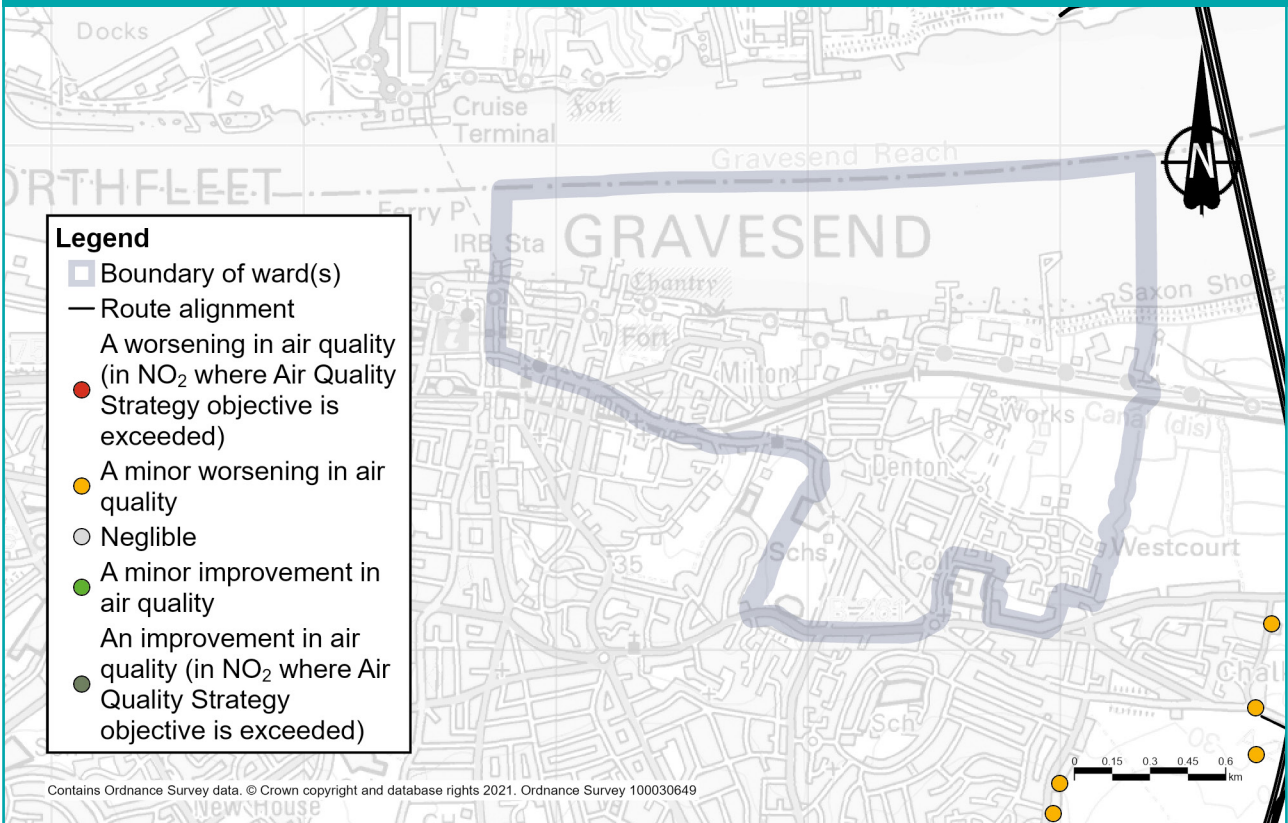 Docks
PH
Cruise
Terminal
Fort
Gravesend Reach
N
ORTHFLEET
Ferry P
IRB Sta
GRAVESEND
Chantry
Fort
Saxon Shore
Milton
Works
Canal (dis)
Denton
Schs
Westcourt
35
Sch
Chalk
30
New House
Legend
Boundary of ward(s)
Route alignment
A worsening in air quality
(in NO₂ where Air Quality
Strategy objective is
exceeded)
A minor worsening in air
quality
Neglible
A minor improvement in
air quality
An improvement in air
quality (in NO₂ where Air
Quality Strategy
objective is exceeded)
0 0.15 0.3 0.45 0.6
km
Contains Ordnance Survey data. © Crown copyright and database rights 2021. Ordnance Survey 100030649